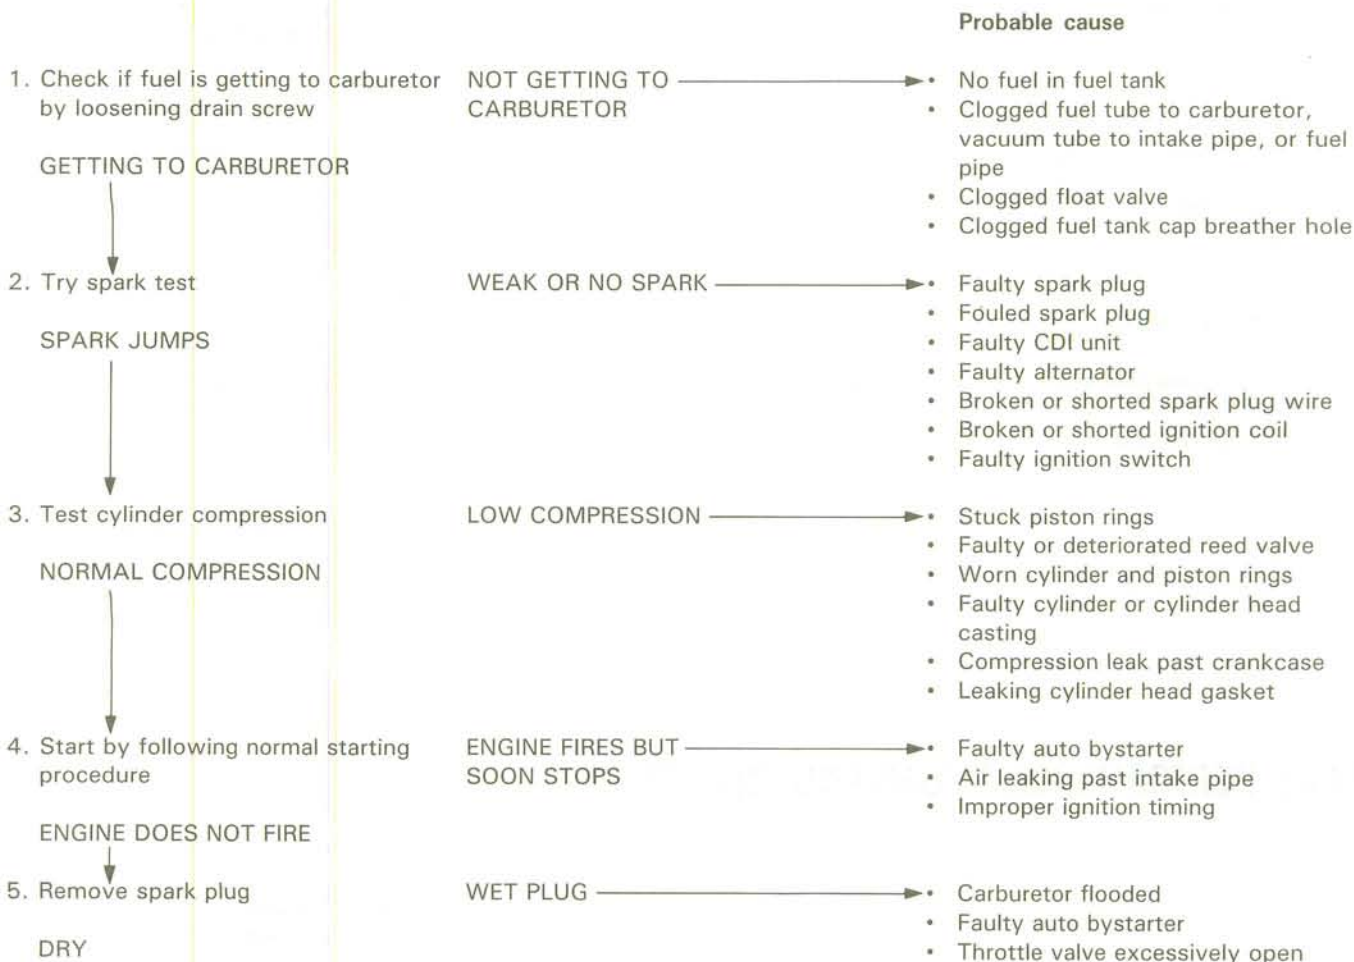 Probable cause
1. Check if fuel is getting to carburetor
by loosening drain screw
NOT GETTING TO
CARBURETOR
• No fuel in fuel tank
• Clogged fuel tube to carburetor,
vacuum tube to intake pipe, or fuel
pipe
• Clogged float valve
• Clogged fuel tank cap breather hole
GETTING TO CARBURETOR
2. Try spark test
WEAK OR NO SPARK
• Faulty spark plug
• Fouled spark plug
• Faulty CDI unit
• Faulty alternator
• Broken or shorted spark plug wire
• Broken or shorted ignition coil
• Faulty ignition switch
SPARK JUMPS
3. Test cylinder compression
LOW COMPRESSION
• Stuck piston rings
• Faulty or deteriorated reed valve
• Worn cylinder and piston rings
• Faulty cylinder or cylinder head
casting
• Compression leak past crankcase
• Leaking cylinder head gasket
NORMAL COMPRESSION
4. Start by following normal starting
procedure
ENGINE FIRES BUT
SOON STOPS
• Faulty auto bystarter
• Air leaking past intake pipe
• Improper ignition timing
ENGINE DOES NOT FIRE
5. Remove spark plug
WET PLUG
• Carburetor flooded
• Faulty auto bystarter
• Throttle valve excessively open
DRY